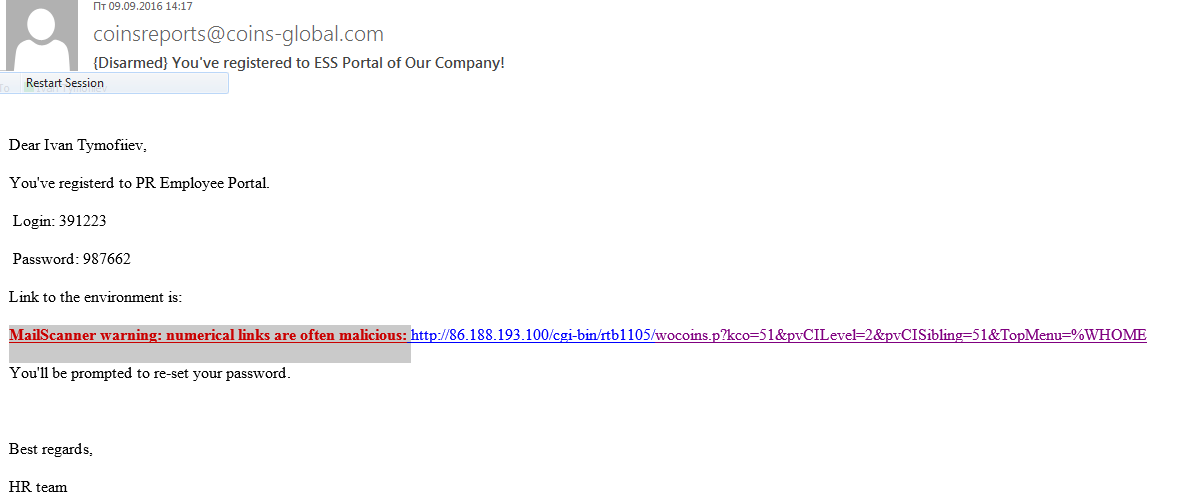 Пт 09.09.2016 14:17
coinsreports@coins-global.com
{Disarmed} You've registered to ESS Portal of Our Company!
Restart Session
Dear Ivan Tymofiiev,
You've registerd to PR Employee Portal.
Login: 391223
Password: 987662
Link to the environment is:
MailScanner warning: numerical links are often malicious: http://86.188.193.100/cgi-bin/rtb1105/wocoins.p?kco=51&pvCILevel=2&pvCISibling=51&TopMenu=%WHOME
You'll be prompted to re-set your password.
Best regards,
HR team